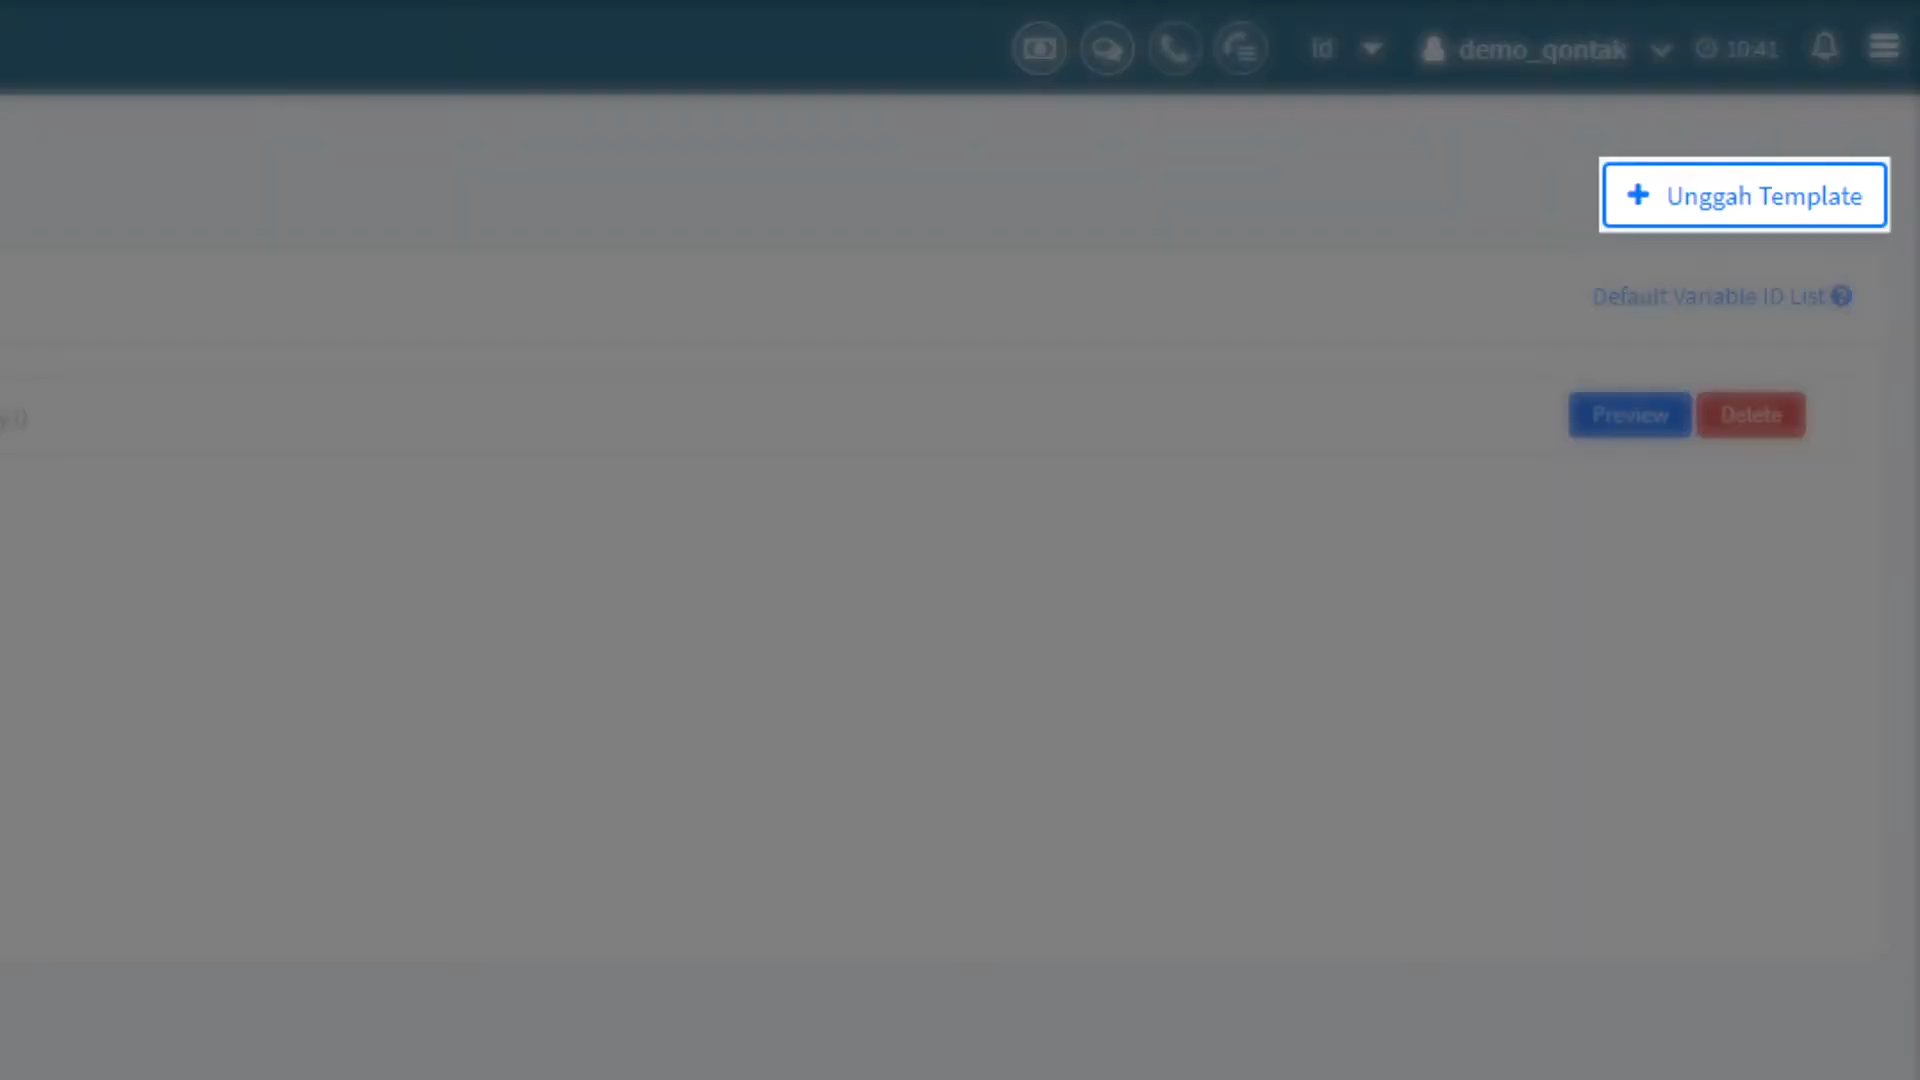 Id demo_qontak 10:41
+ Unggah Template
Default Variable ID List
Preview Delete